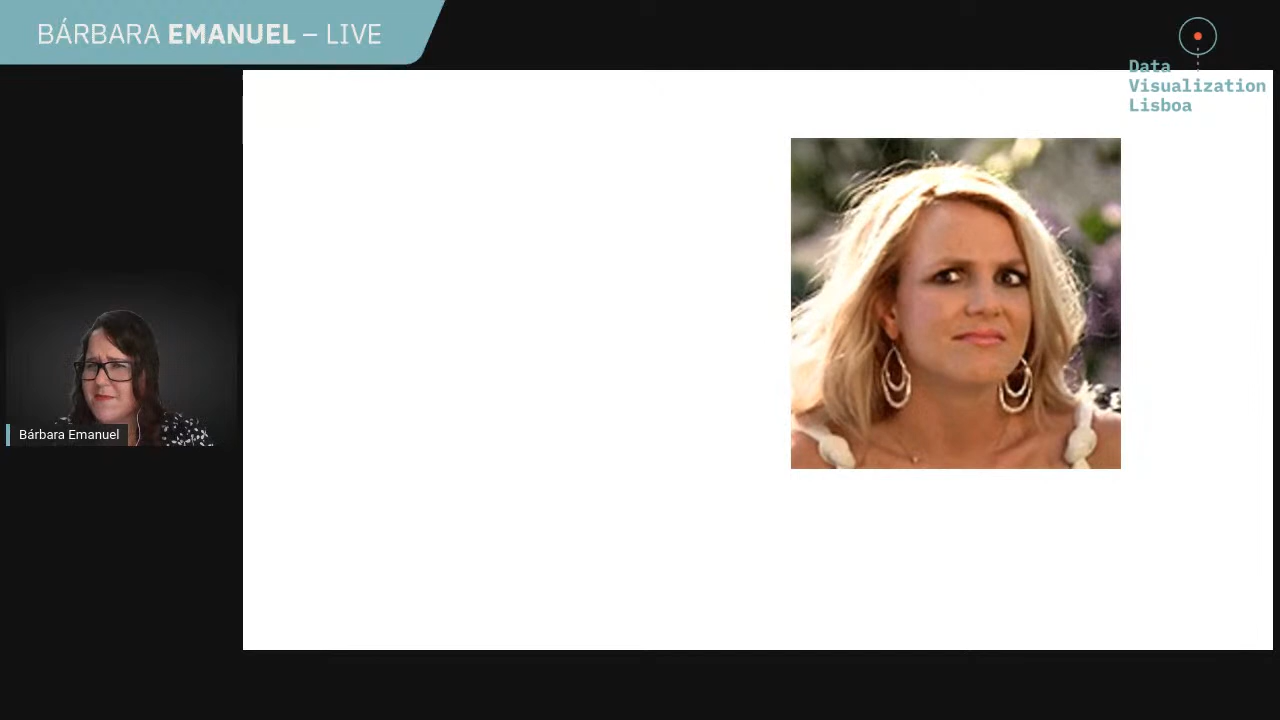 BÁRBARA EMANUEL – LIVE
Data
Visualization
Lisboa
Bárbara Emanuel